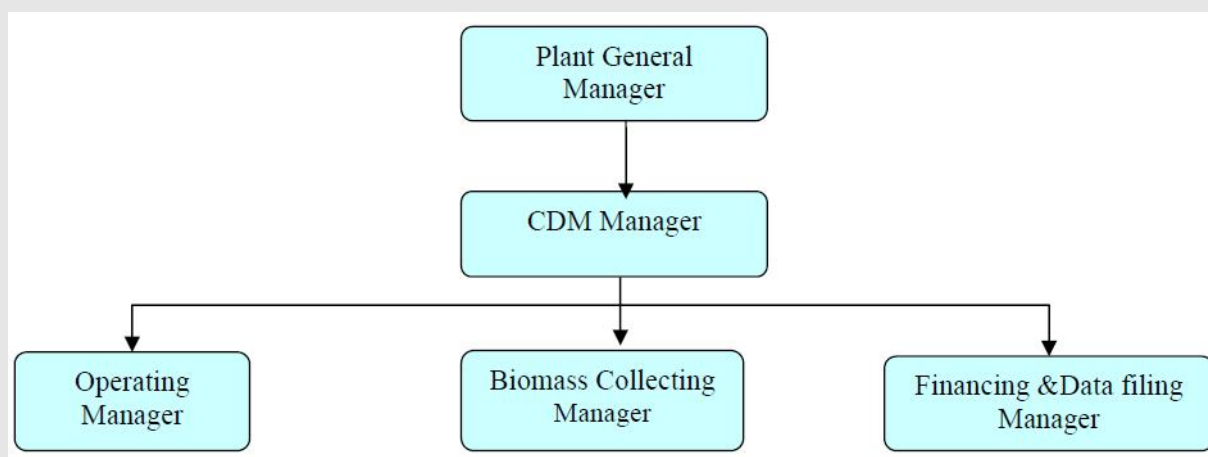 Plant General
Manager
CDM Manager
Operating
Manager
Biomass Collecting
Manager
Financing &Data filing
Manager